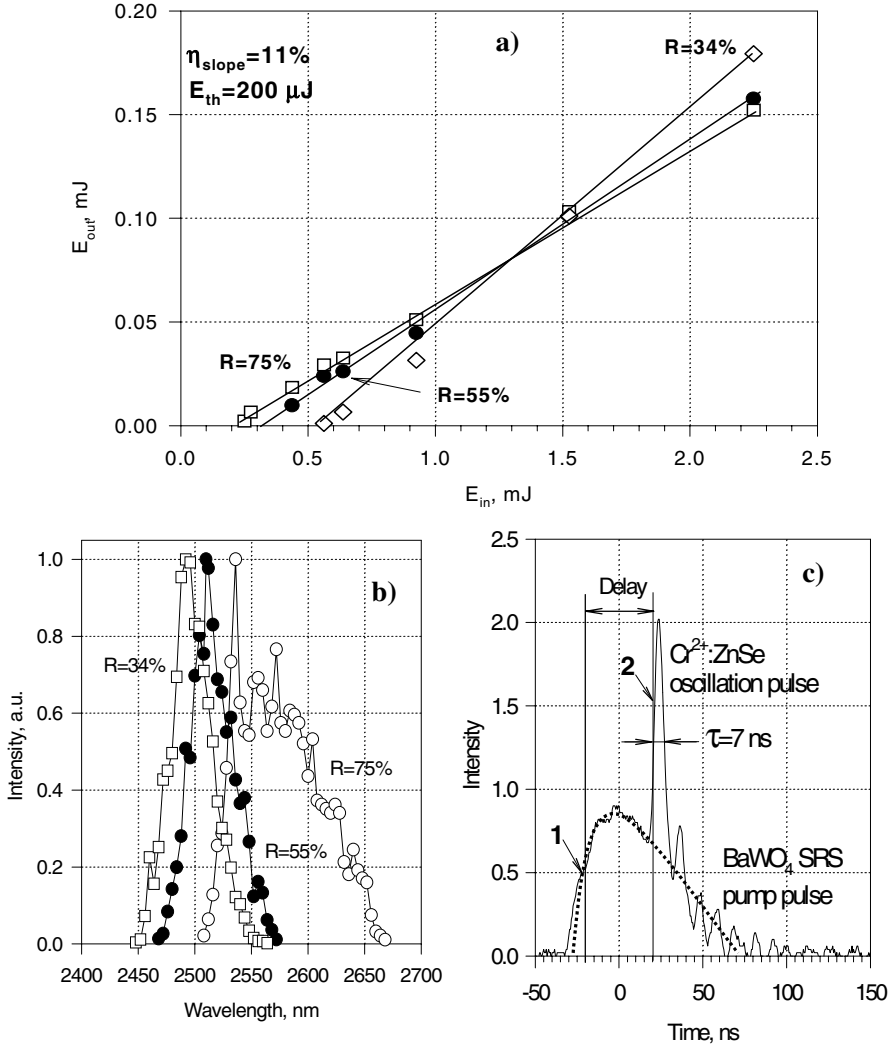 a)
η slope=11%
E th=200 μJ
R=34%
R=75%
R=55%
0.20
0.15
0.10
0.05
0.00
E out, mJ
0.0 0.5 1.0 1.5 2.0 2.5
E in, mJ
b)
R=34%
R=75%
R=55%
1.0
0.8
0.6
0.4
0.2
0.0
Intensity, a.u.
2400 2450 2500 2550 2600 2650 2700
Wavelength, nm
c)
Delay
2
Cr2+:ZnSe
oscillation pulse
τ=7 ns
1
BaWO4 SRS
pump pulse
2.5
2.0
1.5
1.0
0.5
0.0
Intensity
-50 0 50 100 150
Time, ns